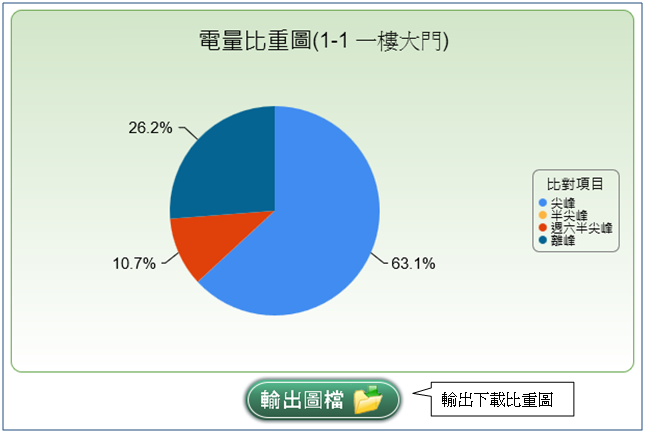 電量比重圖(1-1 一樓大門)
26.2%
10.7%
63.1%
比對項目
尖峰
半尖峰
週六半尖峰
離峰
輸出圖檔
輸出下載比重圖